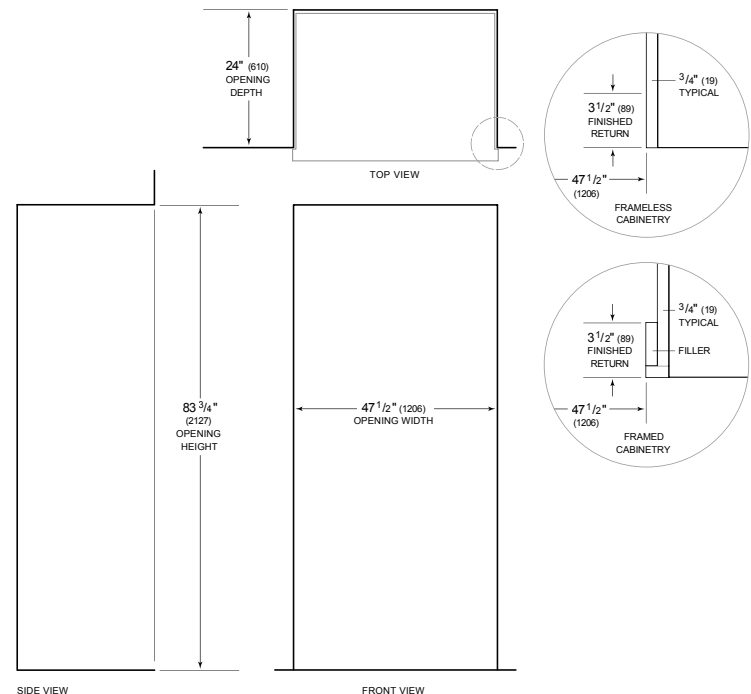 24" (610)
OPENING
DEPTH
TOP VIEW
3/4" (19)
TYPICAL
3 1/2" (89)
FINISHED
RETURN
47 1/2"
(1206)
FRAMELESS
CABINETRY
3/4" (19)
TYPICAL
3 1/2" (89)
FINISHED
RETURN
FILLER
47 1/2"
(1206)
FRAMED
CABINETRY
83 3/4"
(2127)
OPENING
HEIGHT
47 1/2" (1206)
OPENING WIDTH
SIDE VIEW
FRONT VIEW